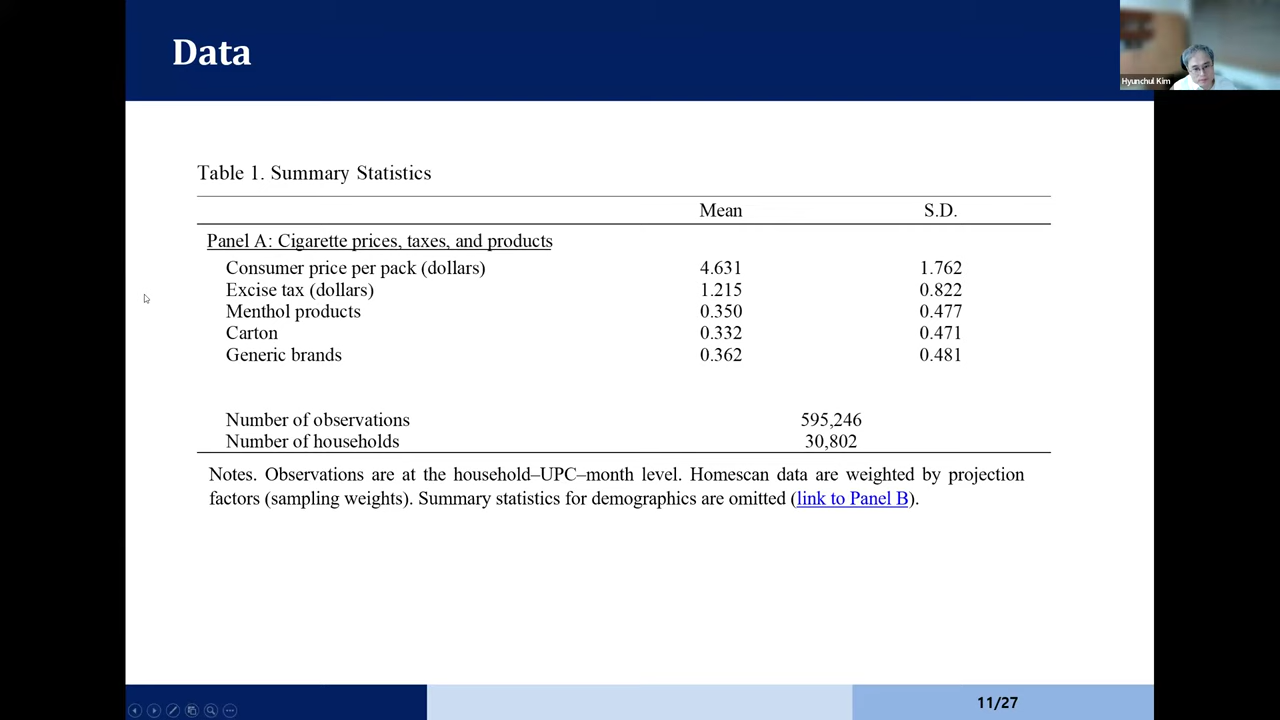 Data
Hyunchul Kim
Table 1. Summary Statistics
Mean S.D.
Panel A: Cigarette prices, taxes, and products
Consumer price per pack (dollars) 4.631 1.762
Excise tax (dollars) 1.215 0.822
Menthol products 0.350 0.477
Carton 0.332 0.471
Generic brands 0.362 0.481
Number of observations 595,246
Number of households 30,802
Notes. Observations are at the household–UPC–month level. Homescan data are weighted by projection
factors (sampling weights). Summary statistics for demographics are omitted (link to Panel B).
11/27